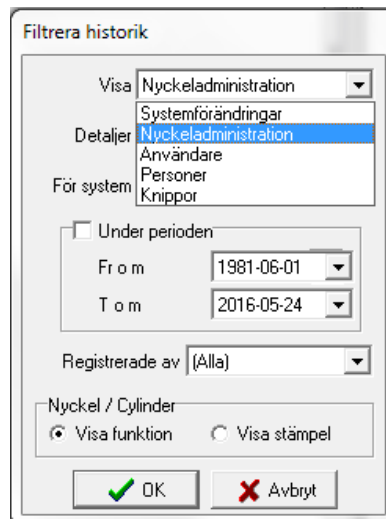 Filtrera historik
Visa Nyckeladministration
Systemförändringar
Detaljer Nyckeladministration
Användare
Personer
För system Knippor
Under perioden
Fr o m 1981-06-01
T o m 2016-05-24
Registrerade av (Alla)
Nyckel / Cylinder
Visa funktion Visa stämpel
OK Avbryt